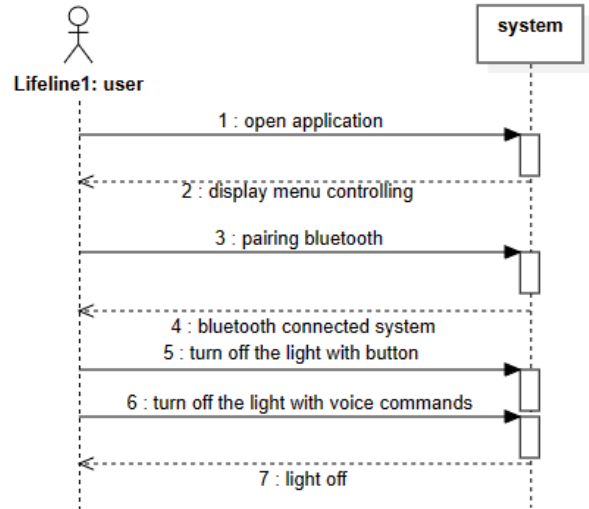 system
Lifeline1: user
1 : open application
2 : display menu controlling
3 : pairing bluetooth
4 : bluetooth connected system
5 : turn off the light with button
6 : turn off the light with voice commands
7 : light off